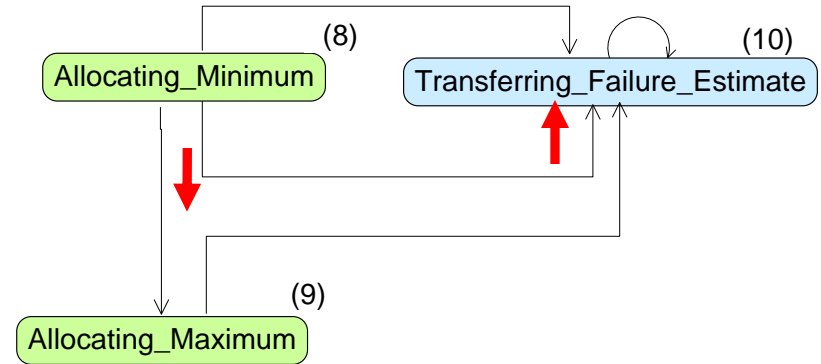 (8)
Allocating_Minimum
(10)
Transferring_Failure_Estimate
(9)
Allocating_Maximum